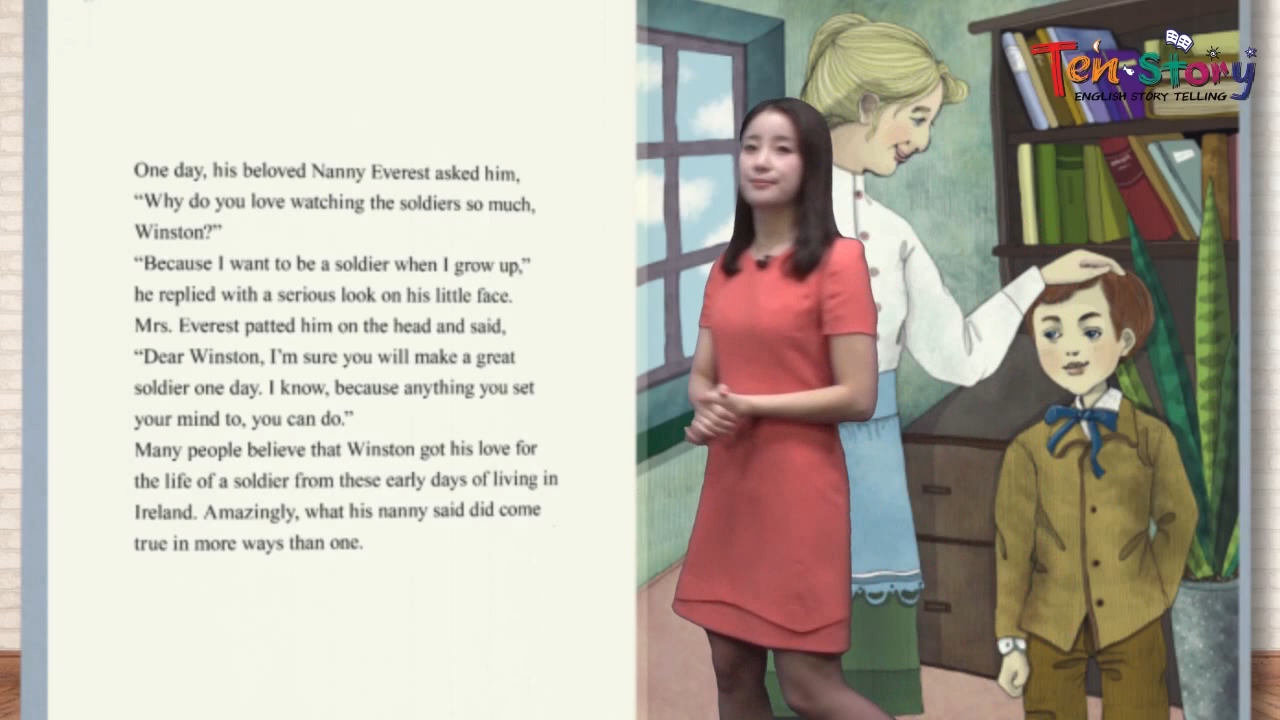 One day, his beloved Nanny Everest asked him,
“Why do you love watching the soldiers so much,
Winston?”
“Because I want to be a soldier when I grow up,”
he replied with a serious look on his little face.
Mrs. Everest patted him on the head and said,
“Dear Winston, I’m sure you will make a great
soldier one day. I know, because anything you set
your mind to, you can do.”
Many people believe that Winston got his love for
the life of a soldier from these early days of living in
Ireland. Amazingly, what his nanny said did come
true in more ways than one.
Ten-Story
ENGLISH STORY TELLING